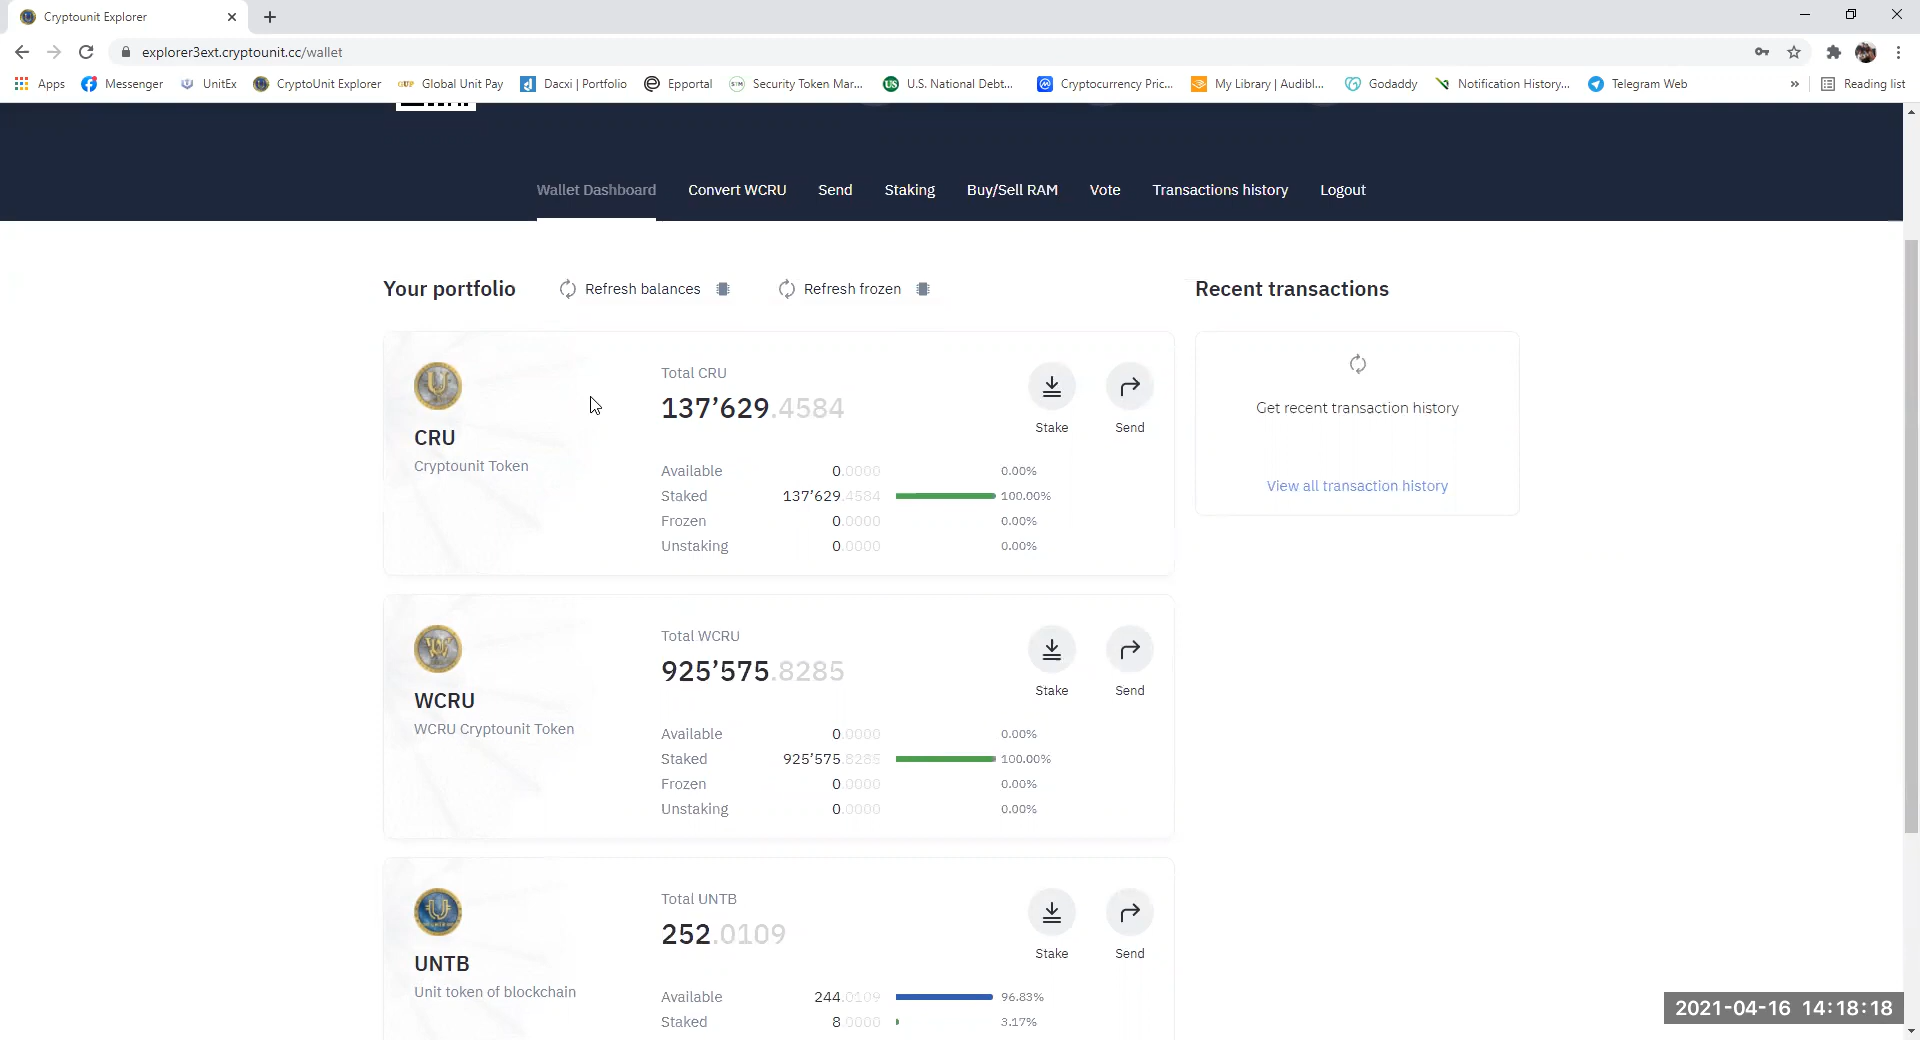 Cryptounit Explorer
explorer3ext.cryptounit.cc/wallet
Apps Messenger UnitEx CryptoUnit Explorer Global Unit Pay Dacxi | Portfolio Epportal Security Token Mar... U.S. National Debt... Cryptocurrency Pric... My Library | Audibl... Godaddy Notification History... Telegram Web » Reading list
Wallet Dashboard Convert WCRU Send Staking Buy/Sell RAM Vote Transactions history Logout
Your portfolio Refresh balances Refresh frozen Recent transactions
Total CRU
137’629.4584
Stake Send
CRU
Cryptounit Token
Available 0.0000 0.00%
Staked 137’629.4584 100.00%
Frozen 0.0000 0.00%
Unstaking 0.0000 0.00%
Get recent transaction history
View all transaction history
Total WCRU
925’575.8285
Stake Send
WCRU
WCRU Cryptounit Token
Available 0.0000 0.00%
Staked 925’575.8285 100.00%
Frozen 0.0000 0.00%
Unstaking 0.0000 0.00%
Total UNTB
252.0109
Stake Send
UNTB
Unit token of blockchain
Available 244.0109 96.83%
Staked 8.0000 3.17%
2021-04-16 14:18:18